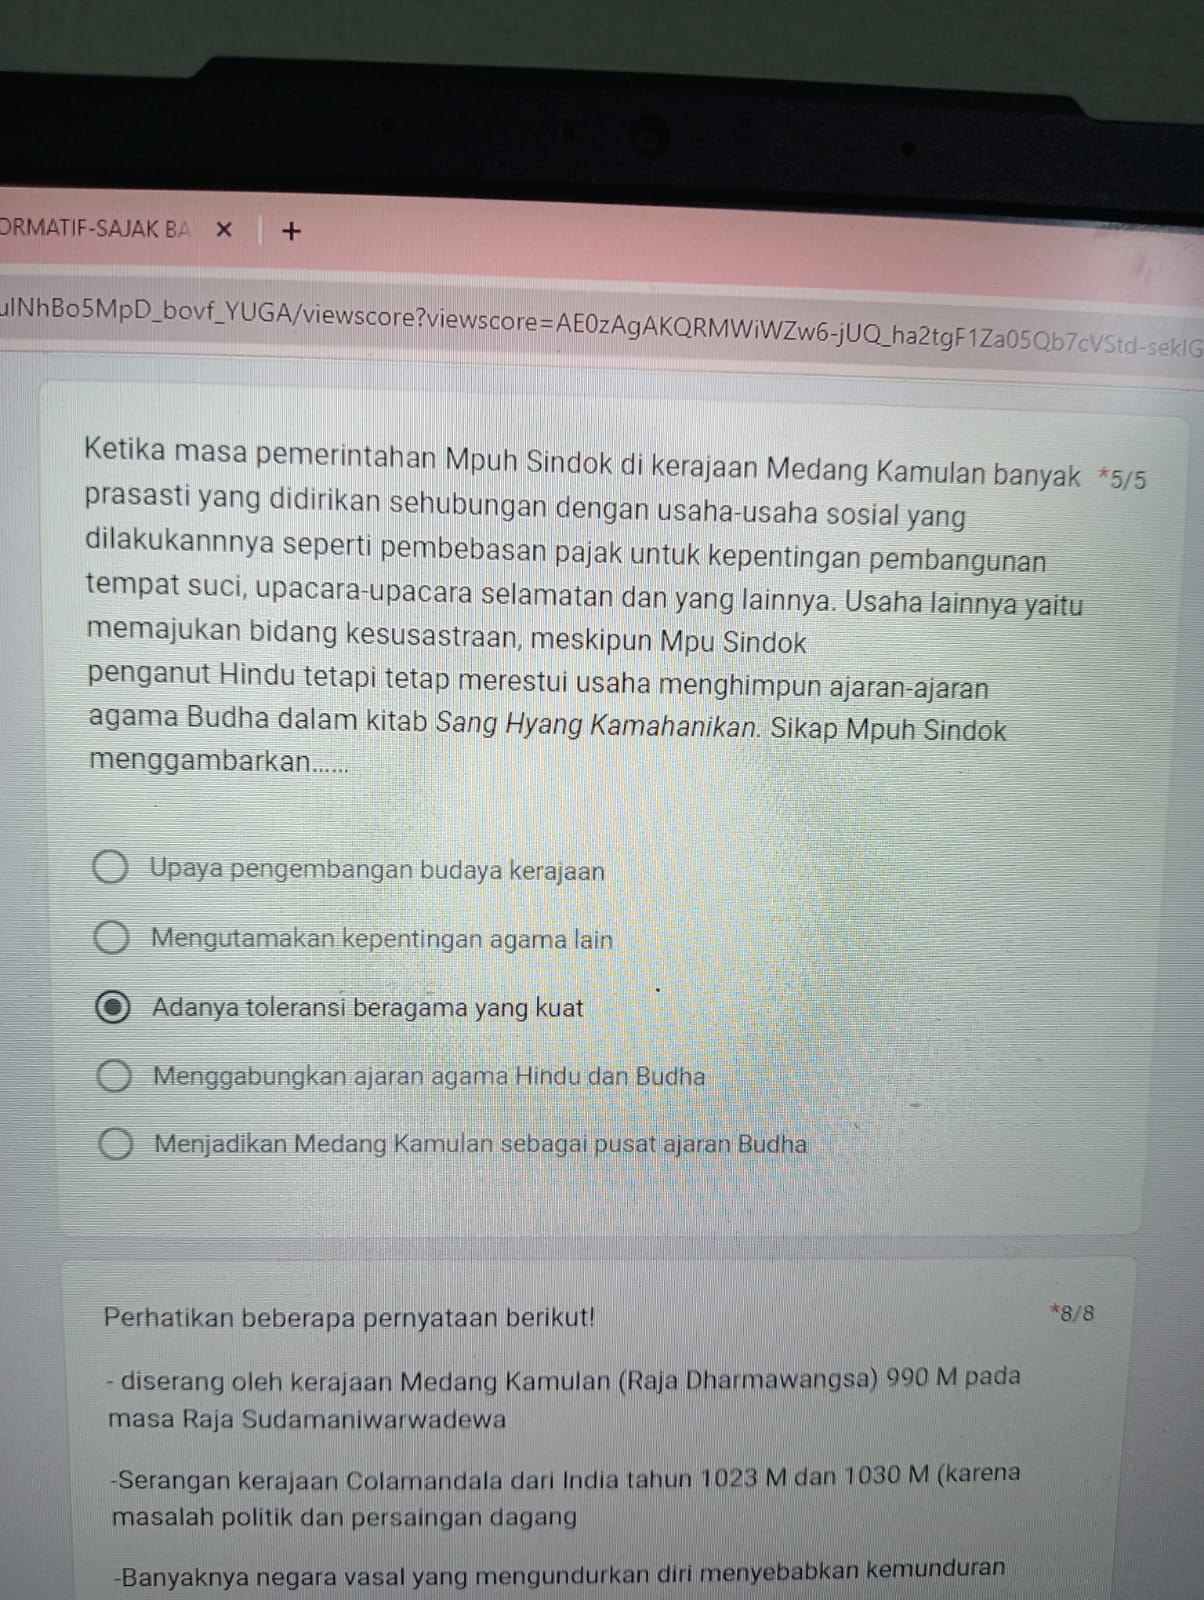 ORMATIF-SAJAK BA × +
uINhBo5MpD_bovf_YUGA/viewscore?viewscore=AE0zAgAKQRMWiWZw6-jUQ_ha2tgF1Za05Qb7cVStd-seklG
Ketika masa pemerintahan Mpuh Sindok di kerajaan Medang Kamulan banyak *5/5
prasasti yang didirikan sehubungan dengan usaha-usaha sosial yang
dilakukannnya seperti pembebasan pajak untuk kepentingan pembangunan
tempat suci, upacara-upacara selamatan dan yang lainnya. Usaha lainnya yaitu
memajukan bidang kesusastraan, meskipun Mpu Sindok
penganut Hindu tetapi tetap merestui usaha menghimpun ajaran-ajaran
agama Budha dalam kitab Sang Hyang Kamahanikan. Sikap Mpuh Sindok
menggambarkan......
Upaya pengembangan budaya kerajaan
Mengutamakan kepentingan agama lain
Adanya toleransi beragama yang kuat
Menggabungkan ajaran agama Hindu dan Budha
Menjadikan Medang Kamulan sebagai pusat ajaran Budha
Perhatikan beberapa pernyataan berikut! *8/8
- diserang oleh kerajaan Medang Kamulan (Raja Dharmawangsa) 990 M pada
masa Raja Sudamaniwarwadewa
-Serangan kerajaan Colamandala dari India tahun 1023 M dan 1030 M (karena
masalah politik dan persaingan dagang
-Banyaknya negara vasal yang mengundurkan diri menyebabkan kemunduran